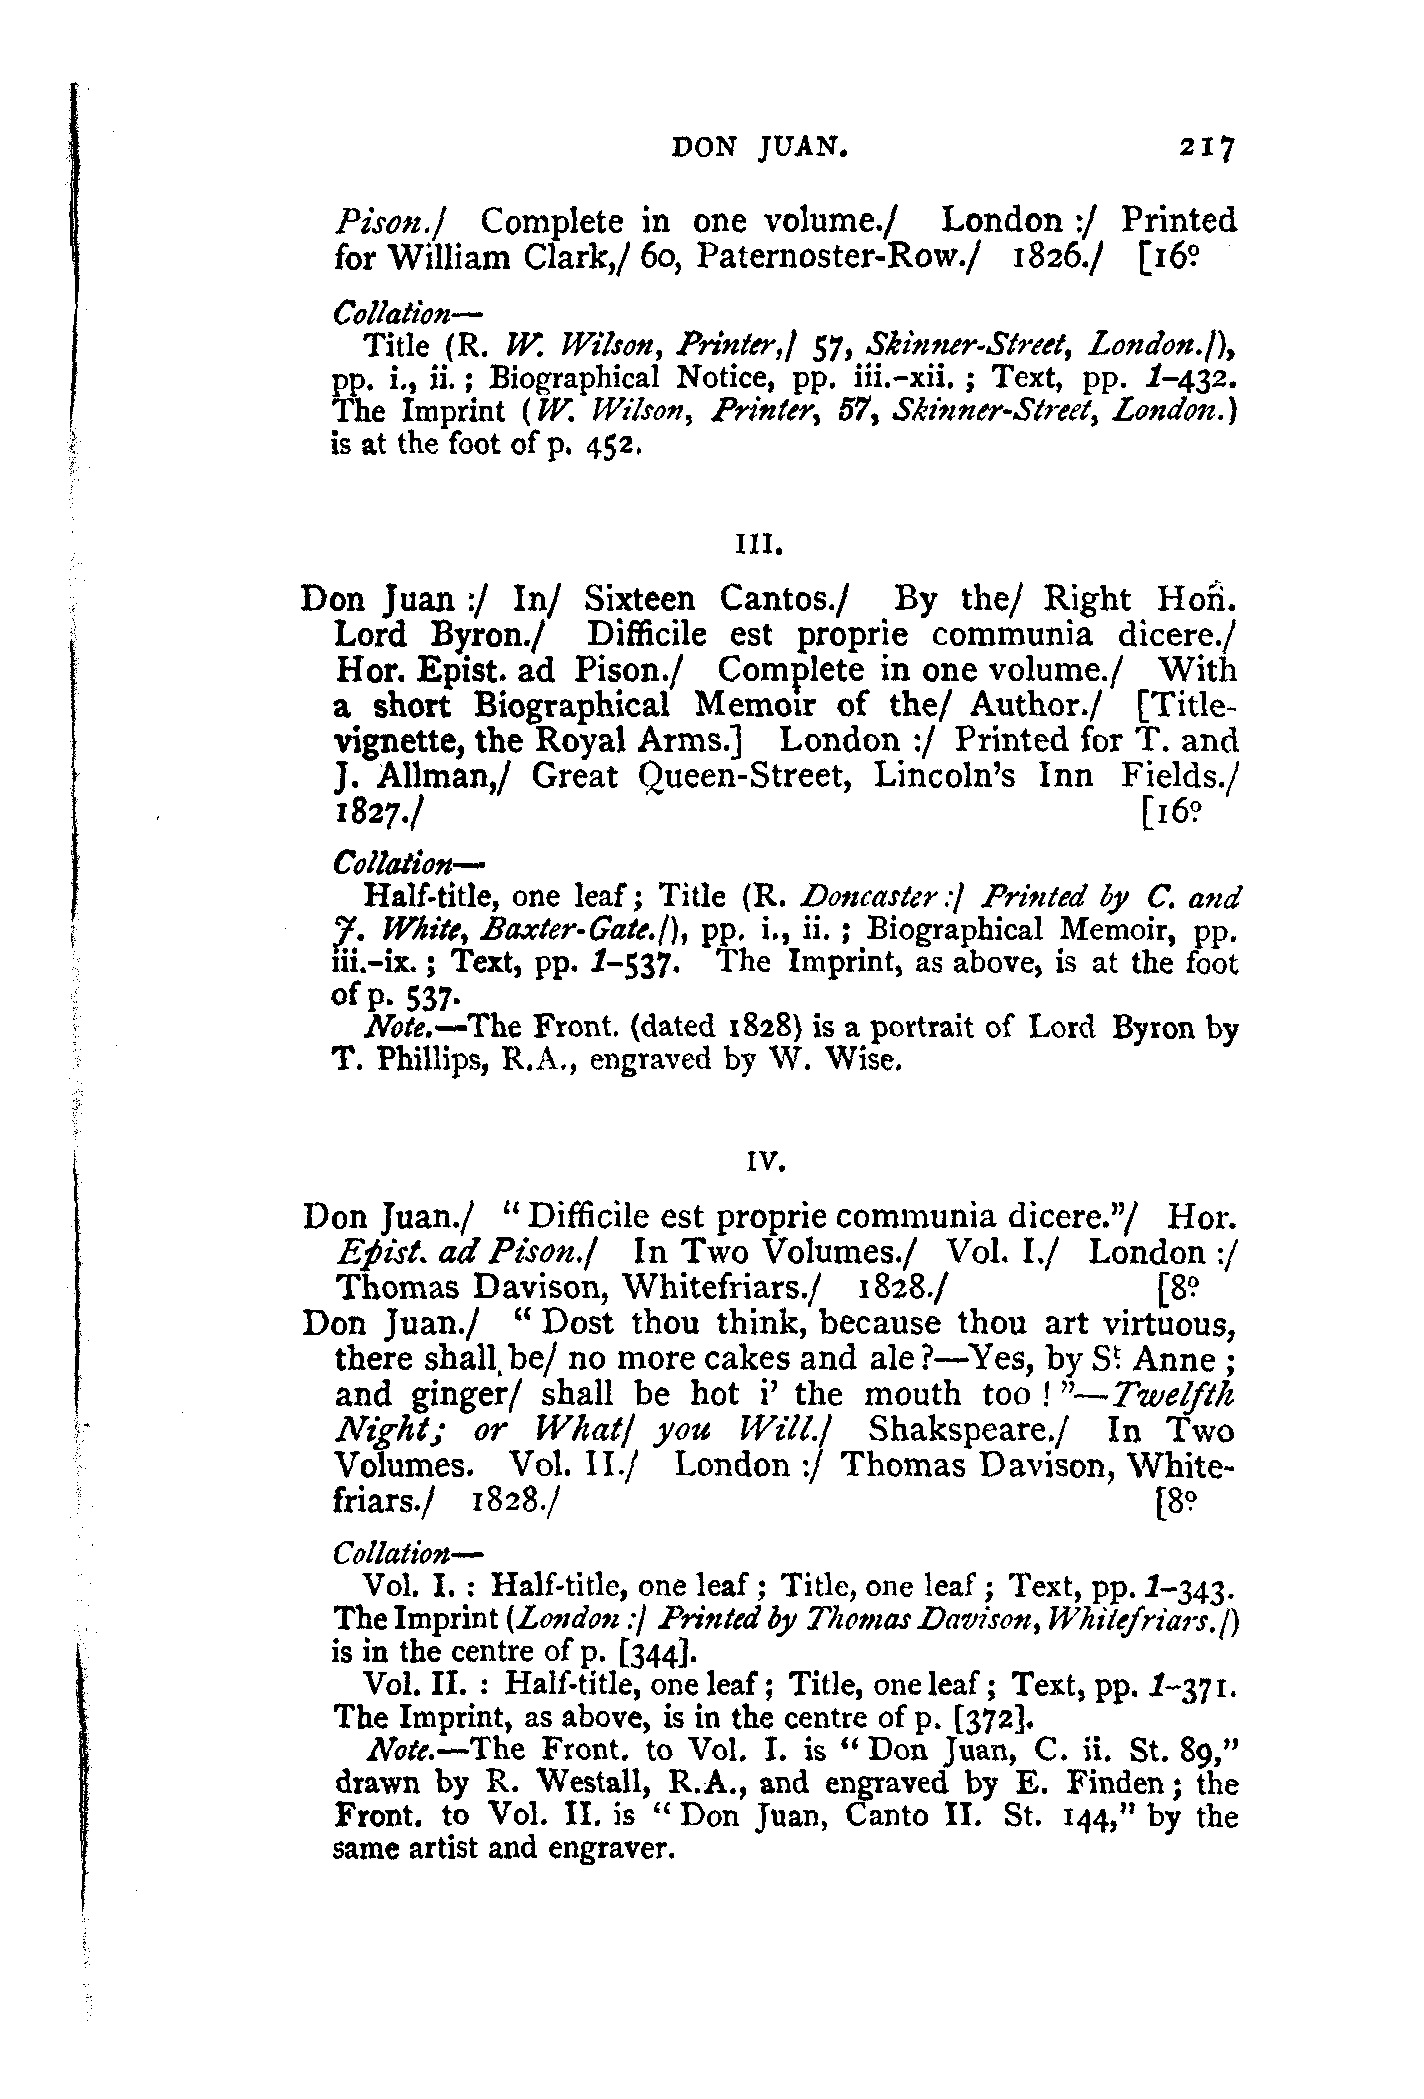 DON JUAN. 217
Pison./ Complete in one volume./ London :/ Printed
for William Clark,/ 60, Paternoster-Row./ 1826./ [16º
Collation—
Title (R. W. Wilson, Printer,/ 57, Skinner-Street, London./),
pp. i., ii. ; Biographical Notice, pp. iii.-xii. ; Text, pp. 1-432.
The Imprint (W. Wilson, Printer, 57, Skinner-Street, London.)
is at the foot of p. 452.
III.
Don Juan :/ In/ Sixteen Cantos./ By the/ Right Hoñ.
Lord Byron./ Difficile est proprie communia dicere./
Hor. Epist. ad Pison./ Complete in one volume./ With
a short Biographical Memoir of the/ Author./ [Title-
vignette, the Royal Arms.] London :/ Printed for T. and
J. Allman,/ Great Queen-Street, Lincoln's Inn Fields./
1827./ [16º
Collation—
Half-title, one leaf ; Title (R. Doncaster :/ Printed by C. and
J. White, Baxter-Gate./), pp. i., ii. ; Biographical Memoir, pp.
iii.-ix. ; Text, pp. 1-537. The Imprint, as above, is at the foot
of p. 537.
Note.—The Front. (dated 1828) is a portrait of Lord Byron by
T. Phillips, R.A., engraved by W. Wise.
IV.
Don Juan./ "Difficile est proprie communia dicere."/ Hor.
Epist. ad Pison./ In Two Volumes./ Vol. I./ London :/
Thomas Davison, Whitefriars./ 1828./ [8º
Don Juan./ "Dost thou think, because thou art virtuous,
there shall be/ no more cakes and ale ?—Yes, by St Anne ;
and ginger/ shall be hot i' the mouth too ! "—Twelfth
Night; or What/ you Will./ Shakspeare./ In Two
Volumes. Vol. II./ London :/ Thomas Davison, White-
friars./ 1828./ [8º
Collation—
Vol. I. : Half-title, one leaf ; Title, one leaf ; Text, pp. 1-343.
The Imprint (London :/ Printed by Thomas Davison, Whitefriars./)
is in the centre of p. [344].
Vol. II. : Half-title, one leaf ; Title, one leaf ; Text, pp. 1-371.
The Imprint, as above, is in the centre of p. [372].
Note.—The Front. to Vol. I. is "Don Juan, C. ii. St. 89,"
drawn by R. Westall, R.A., and engraved by E. Finden ; the
Front. to Vol. II. is "Don Juan, Canto II. St. 144," by the
same artist and engraver.